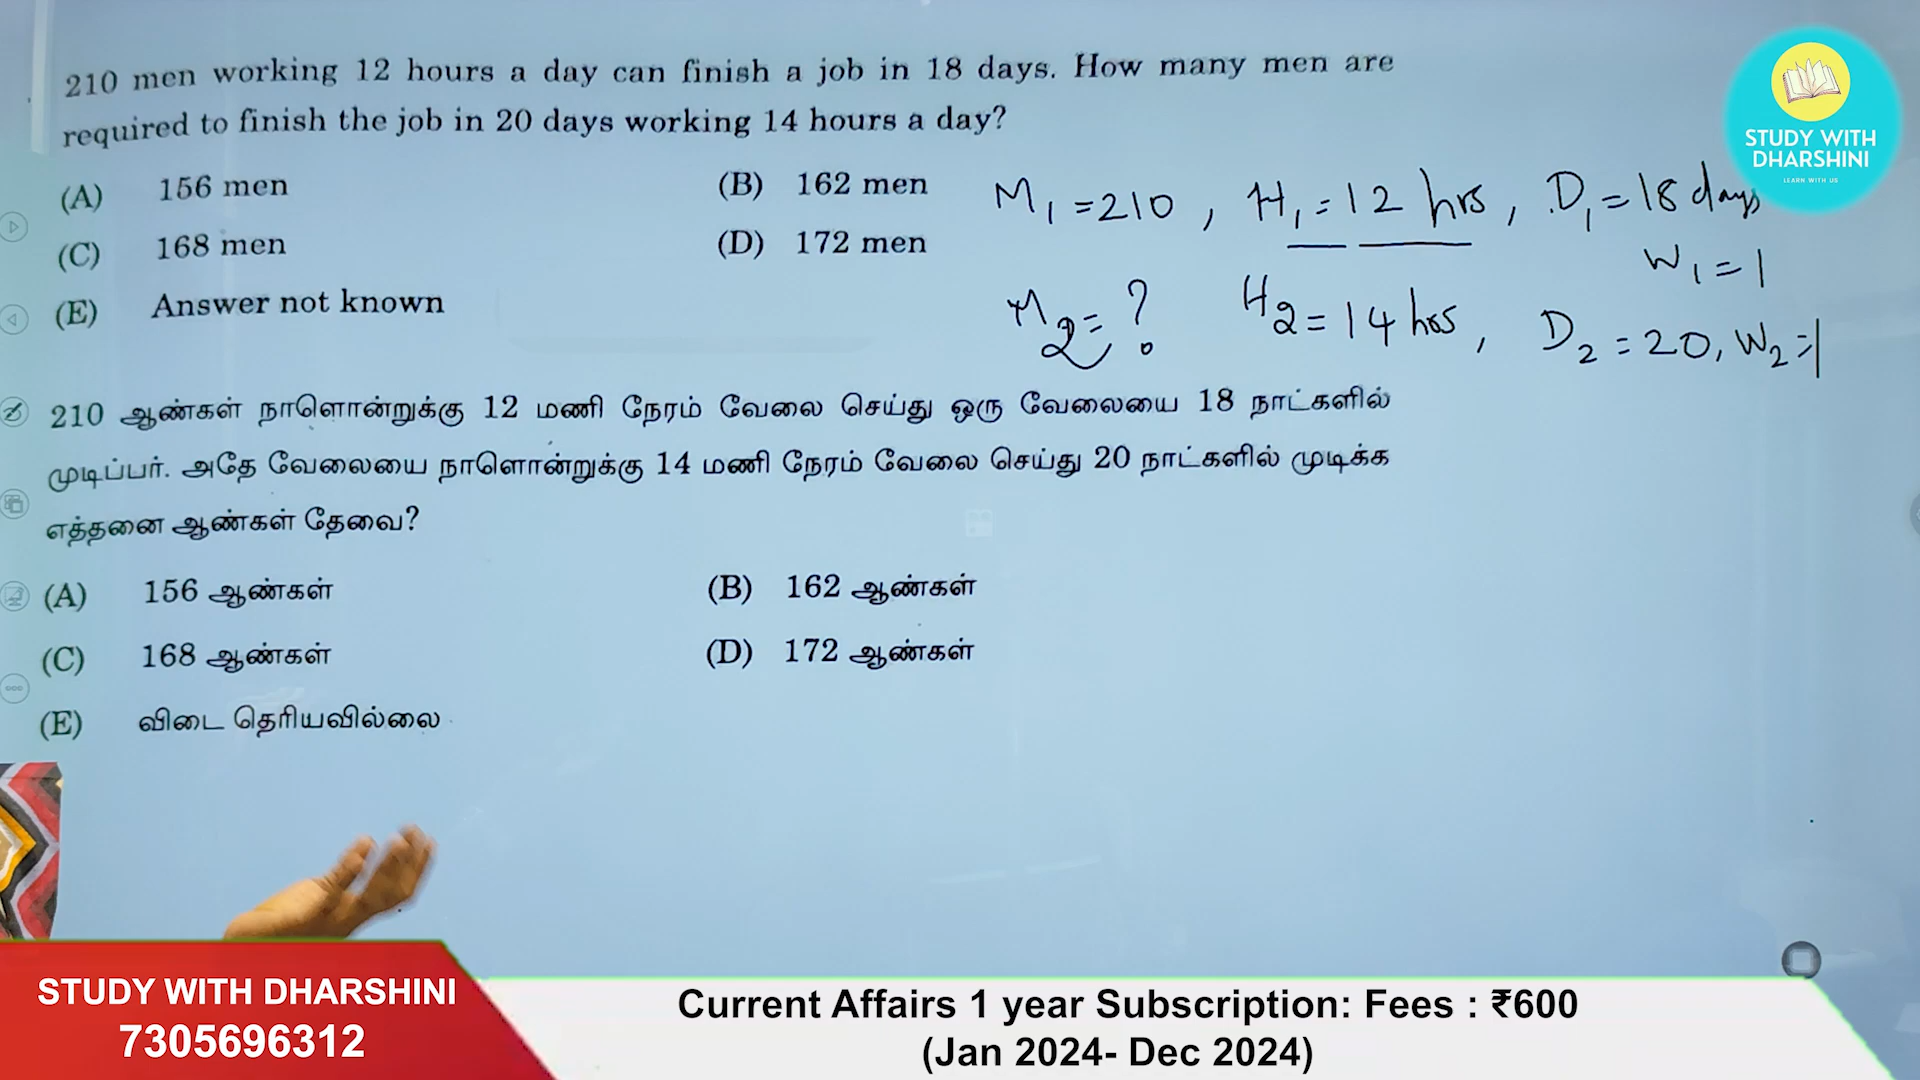 210 men working 12 hours a day can finish a job in 18 days. How many men are
required to finish the job in 20 days working 14 hours a day?
(A) 156 men
(B) 162 men
(C) 168 men
(D) 172 men
(E) Answer not known
M1 = 210 , H1 = 12 hrs , D1 = 18 days
W1 = 1
M2 = ? H2 = 14 hrs , D2 = 20, W2 = 1
210 ஆண்கள் நாளொன்றுக்கு 12 மணி நேரம் வேலை செய்து ஒரு வேலையை 18 நாட்களில்
முடிப்பர். அதே வேலையை நாளொன்றுக்கு 14 மணி நேரம் வேலை செய்து 20 நாட்களில் முடிக்க
எத்தனை ஆண்கள் தேவை?
(A) 156 ஆண்கள்
(B) 162 ஆண்கள்
(C) 168 ஆண்கள்
(D) 172 ஆண்கள்
(E) விடை தெரியவில்லை
STUDY WITH
DHARSHINI
LEARN WITH US
STUDY WITH DHARSHINI
7305696312
Current Affairs 1 year Subscription: Fees : ₹600
(Jan 2024- Dec 2024)